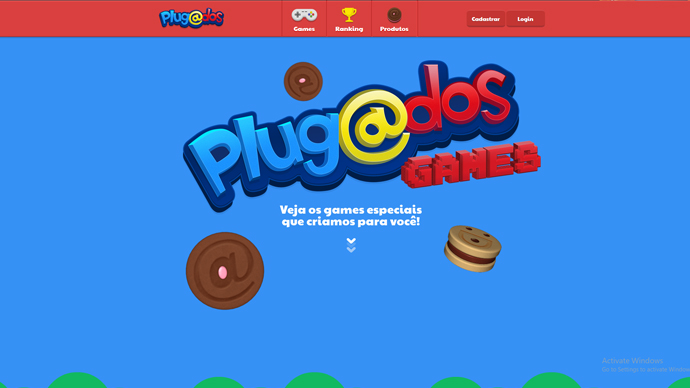 Plug@dos
Games
Ranking
Produtos
Cadastrar
Login
Plug@dos
GAMES
Veja os games especiais
que criamos para você!
Activate Windows
Go to Settings to activate Windows